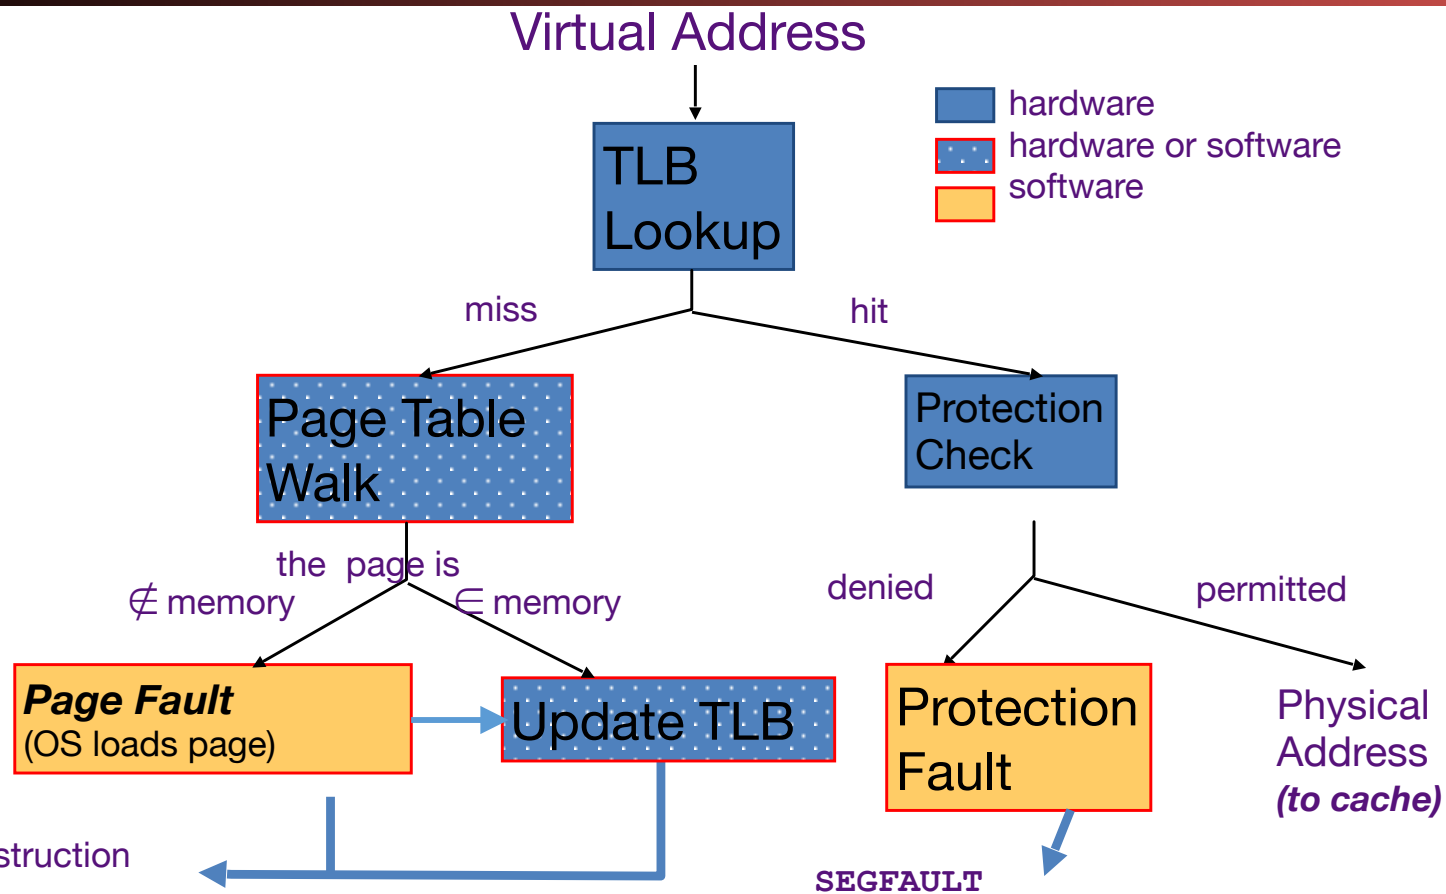 Virtual Address
hardware
hardware or software
software
TLB
Lookup
miss
hit
Page Table
Walk
Protection
Check
the page is
∉ memory
∈ memory
denied
permitted
Page Fault
(OS loads page)
Update TLB
Protection
Fault
Physical
Address
(to cache)
struction
SEGFAULT